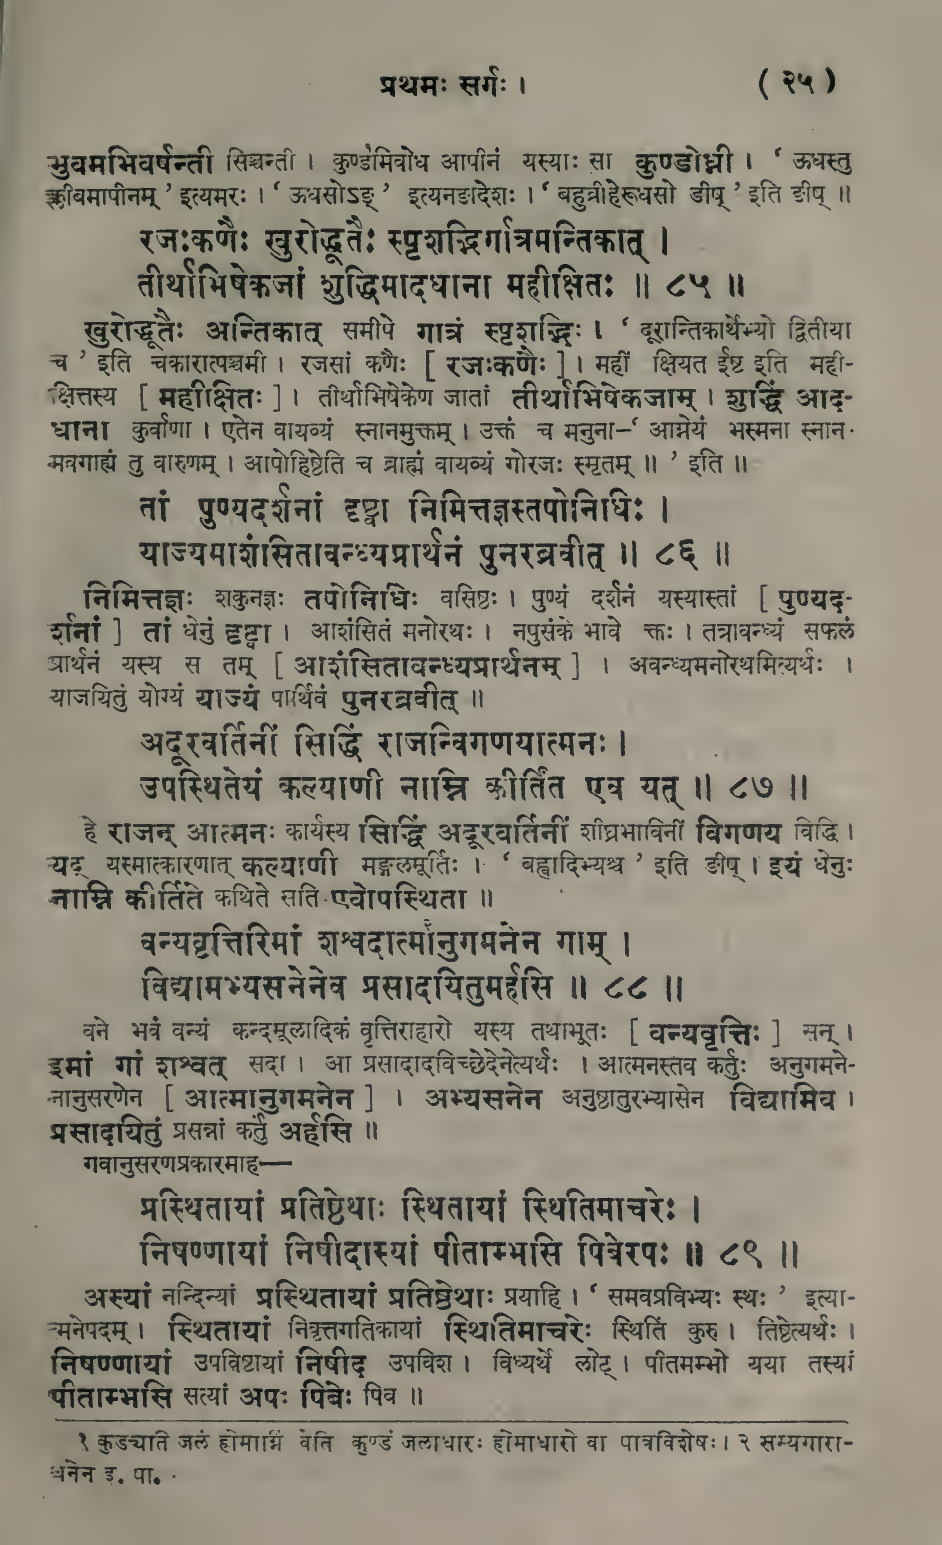 प्रथमः सर्गः । ( २५ )
भुवमभिवर्षन्ती सिञ्चन्ती । कुण्डमिवोध आपीनं यस्याः सा कुण्डोध्नी । ‘ ऊधस्तु
क्लीबमापीनम् ’ इत्यमरः । ‘ ऊधसोऽङ् ’ इत्यनङादेशः । ‘ बहुव्रीहेरूधसो ङीष् ’ इति ङीष् ॥
रजःकणैः खुरोद्धूतैः स्पृशद्भिर्गात्रमन्तिकात् ।
तीर्थाभिषेकजां शुद्धिमादधाना महीक्षितः ॥ ८५ ॥
खुरोद्धूतैः अन्तिकात् समीपे गात्रं स्पृशद्भिः । ‘ दूरान्तिकार्थेभ्यो द्वितीया
च ’ इति चकारात्पञ्चमी । रजसां कणैः [ रजःकणैः ] । महीं क्षियत ईष्ट इति मही-
क्षित्तस्य [ महीक्षितः ] । तीर्थाभिषेकेण जातां तीर्थाभिषेकजाम् । शुद्धिं आद-
धाना कुर्वाणा । एतेन वायव्यं स्नानमुक्तम् । उक्तं च मनुना–‘ आग्नेयं भस्मना स्नान-
मवगाह्यं तु वारुणम् । आपोहिष्टेति च ब्राह्मं वायव्यं गोरजः स्मृतम् ॥ ’ इति ॥
तां पुण्यदर्शनां दृष्ट्वा निमित्तज्ञस्तपोनिधिः ।
याज्यमाशंसितावन्ध्यप्रार्थनं पुनरब्रवीत् ॥ ८६ ॥
निमित्तज्ञः शकुनज्ञः तपोनिधिः वसिष्ठः । पुण्यं दर्शनं यस्यास्तां [ पुण्यद-
र्शनां ] तां धेनुं दृष्ट्वा । आशंसितं मनोरथः । नपुंसके भावे क्तः । तत्रावन्ध्यं सफलं
प्रार्थनं यस्य स तम् [ आशंसितावन्ध्यप्रार्थनम् ] । अवन्ध्यमनोरथमित्यर्थः ।
याजयितुं योग्यं याज्यं पार्थिवं पुनरब्रवीत् ॥
अदूरवर्तिनीं सिद्धिं राजन्विगणयात्मनः ।
उपस्थितेयं कल्याणी नाम्नि कीर्तित एव यत् ॥ ८७ ॥
हे राजन् आत्मनः कार्यस्य सिद्धिं अदूरवर्तिनीं शीघ्रभाविनीं विगणय विद्धि ।
यद् यस्मात्कारणात् कल्याणी मङ्गलमूर्तिः । ‘ बह्वादिभ्यश्च ’ इति ङीष् । इयं धेनुः
नाम्नि कीर्तिते कथिते सति एवोपस्थिता ॥
वन्यवृत्तिरिमां शश्वदात्मानुगमनेन गाम् ।
विद्यामभ्यसनेनेव प्रसादयितुमर्हसि ॥ ८८ ॥
वने भवं वन्यं कन्दमूलादिकं वृत्तिराहारो यस्य तथाभूतः [ वन्यवृत्तिः ] सन् ।
इमां गां शश्वत् सदा । आ प्रसादादविच्छेदेनेत्यर्थः । आत्मनस्तव कर्तुः अनुगमने-
नानुसरणेन [ आत्मानुगमनेन ] । अभ्यसनेन अनुष्ठातुरभ्यासेन विद्यामिव ।
प्रसादयितुं प्रसन्नां कर्तुं अर्हसि ॥
गवानुसरणप्रकारमाह—
प्रस्थितायां प्रतिष्ठेथाः स्थितायां स्थितिमाचरेः ।
निषण्णायां निषीदास्यां पीताम्भसि पिबेरपः ॥ ८९ ॥
अस्यां नन्दिन्यां प्रस्थितायां प्रतिष्ठेथाः प्रयाहि । ‘ समवप्रविभ्यः स्थः ’ इत्या-
त्मनेपदम् । स्थितायां निवृत्तगतिकायां स्थितिमाचरेः स्थितिं कुरु । तिष्ठेत्यर्थः ।
निषण्णायां उपविष्टायां निषीद उपविश । विध्यर्थे लोट् । पीतमम्भो यया तस्यां
पीताम्भसि सत्यां अपः पिबेः पिव ॥
१ कुडचाति जलं होमाग्निं वेति कुण्डं जलाधारः होमाधारो वा पात्रविशेषः । २ सम्यगारा-
धनेन इ. पा.